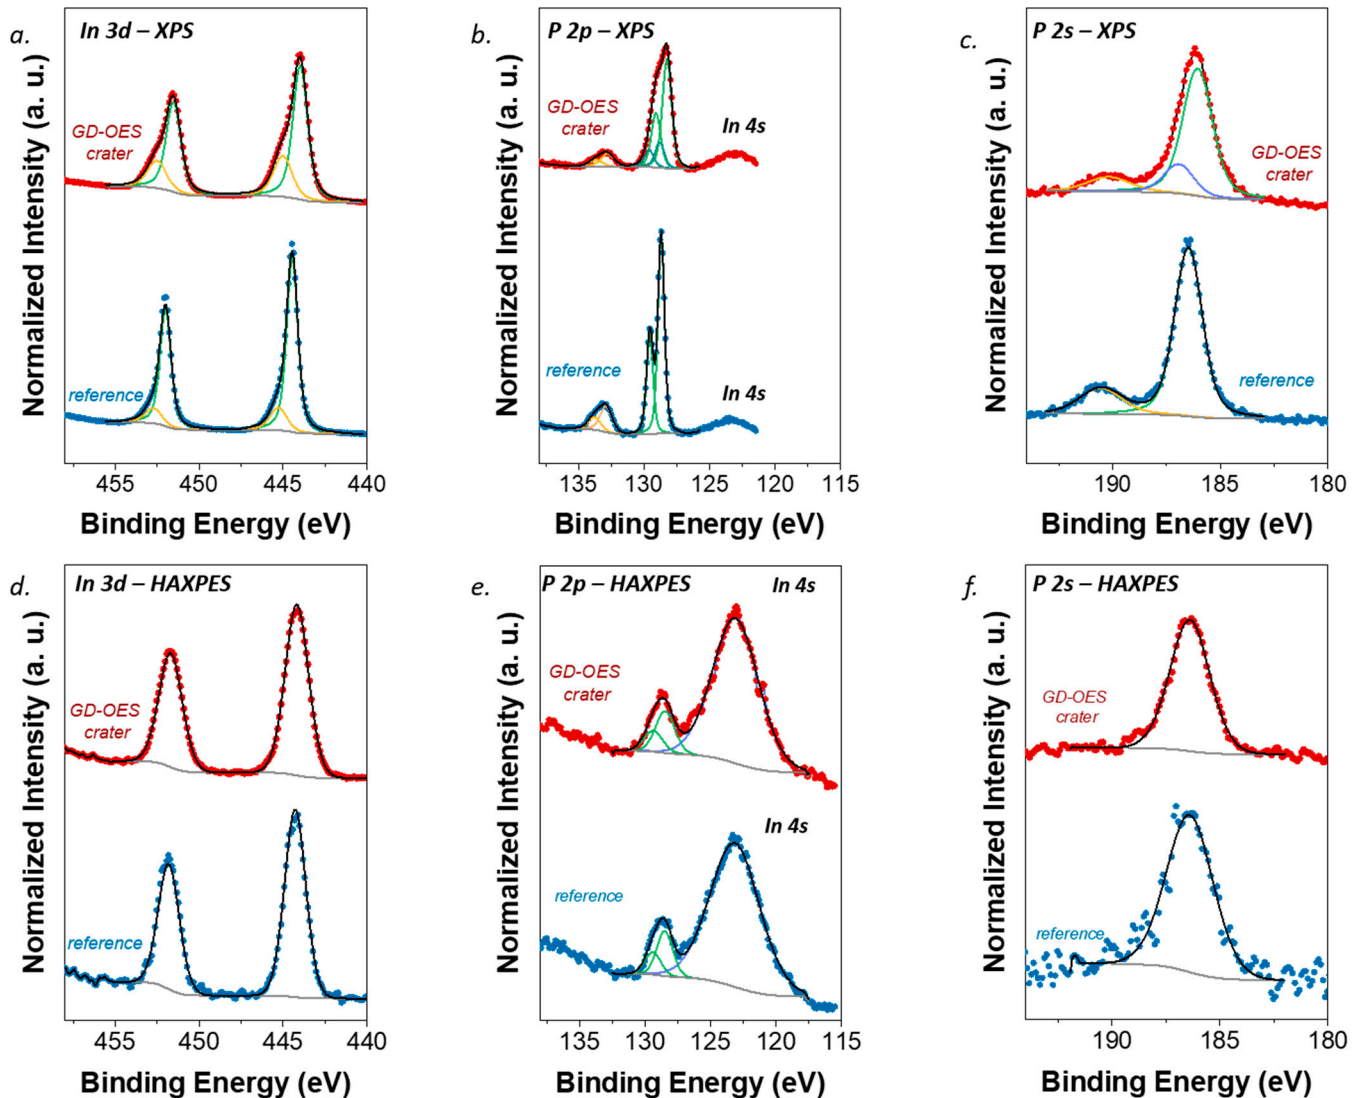 a.
In 3d – XPS
Normalized Intensity (a. u.)
GD-OES
crater
reference
455 450 445 440
Binding Energy (eV)
b.
P 2p – XPS
Normalized Intensity (a. u.)
GD-OES
crater
In 4s
reference
In 4s
135 130 125 120 115
Binding Energy (eV)
c.
P 2s – XPS
Normalized Intensity (a. u.)
GD-OES
crater
reference
190 185 180
Binding Energy (eV)
d.
In 3d – HAXPES
Normalized Intensity (a. u.)
GD-OES
crater
reference
455 450 445 440
Binding Energy (eV)
e.
P 2p – HAXPES
In 4s
Normalized Intensity (a. u.)
GD-OES
crater
In 4s
reference
135 130 125 120 115
Binding Energy (eV)
f.
P 2s – HAXPES
Normalized Intensity (a. u.)
GD-OES
crater
reference
190 185 180
Binding Energy (eV)